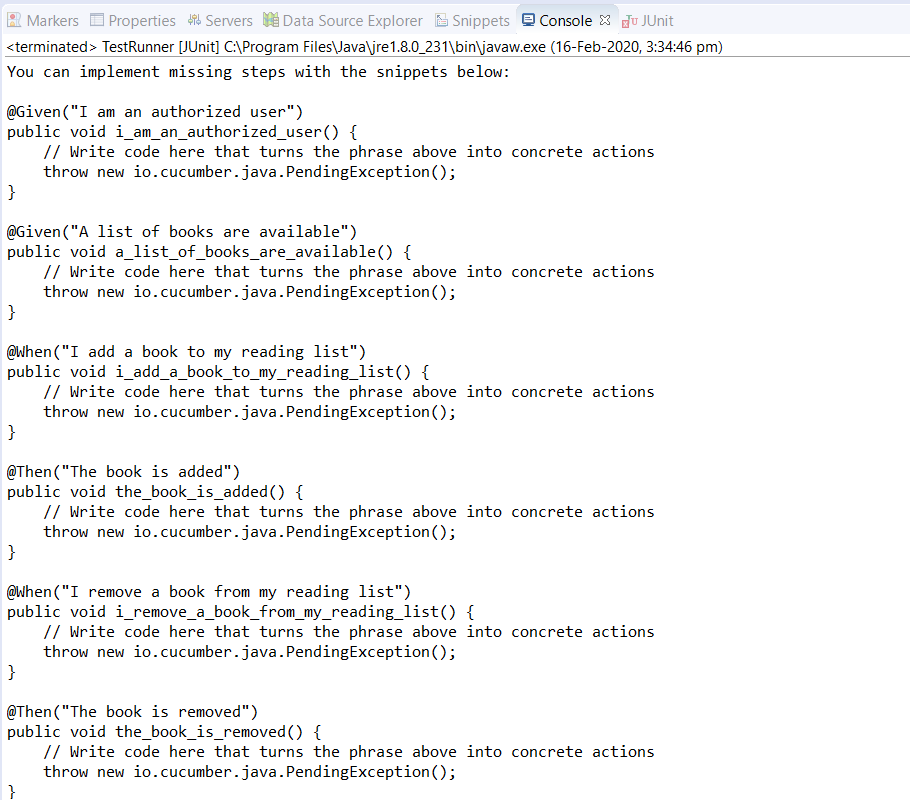 Markers Properties Servers Data Source Explorer Snippets Console JUnit
<terminated> TestRunner [JUnit] C:\Program Files\Java\jre1.8.0_231\bin\javaw.exe (16-Feb-2020, 3:34:46 pm)
You can implement missing steps with the snippets below:

@Given("I am an authorized user")
public void i_am_an_authorized_user() {
    // Write code here that turns the phrase above into concrete actions
    throw new io.cucumber.java.PendingException();
}

@Given("A list of books are available")
public void a_list_of_books_are_available() {
    // Write code here that turns the phrase above into concrete actions
    throw new io.cucumber.java.PendingException();
}

@When("I add a book to my reading list")
public void i_add_a_book_to_my_reading_list() {
    // Write code here that turns the phrase above into concrete actions
    throw new io.cucumber.java.PendingException();
}

@Then("The book is added")
public void the_book_is_added() {
    // Write code here that turns the phrase above into concrete actions
    throw new io.cucumber.java.PendingException();
}

@When("I remove a book from my reading list")
public void i_remove_a_book_from_my_reading_list() {
    // Write code here that turns the phrase above into concrete actions
    throw new io.cucumber.java.PendingException();
}

@Then("The book is removed")
public void the_book_is_removed() {
    // Write code here that turns the phrase above into concrete actions
    throw new io.cucumber.java.PendingException();
}